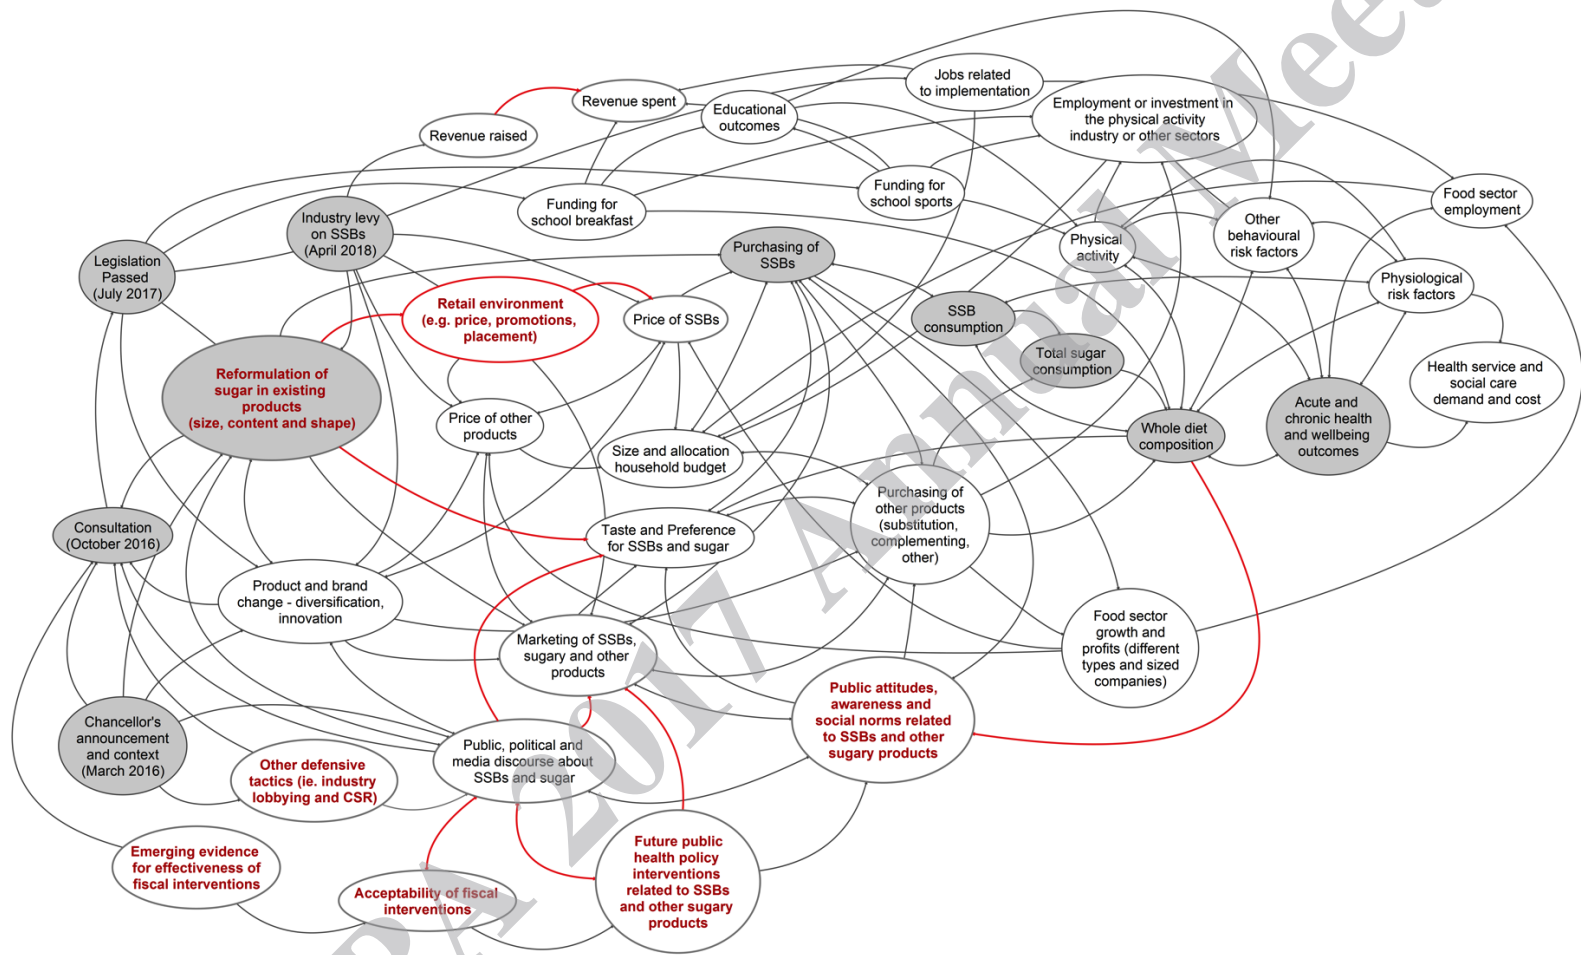 Jobs related
to implementation
Revenue spent
Educational
outcomes
Employment or investment in
the physical activity
industry or other sectors
Revenue raised
Funding for
school breakfast
Funding for
school sports
Food sector
employment
Industry levy
on SSBs
(April 2018)
Legislation
Passed
(July 2017)
Purchasing of
SSBs
Physical
activity
Other
behavioural
risk factors
Physiological
risk factors
Retail environment
(e.g. price, promotions,
placement)
Price of SSBs
SSB
consumption
Total sugar
consumption
Health service and
social care
demand and cost
Reformulation of
sugar in existing
products
(size, content and shape)
Price of other
products
Size and allocation
household budget
Whole diet
composition
Acute and
chronic health
and wellbeing
outcomes
Consultation
(October 2016)
Taste and Preference
for SSBs and sugar
Purchasing of
other products
(substitution,
complementing,
other)
Product and brand
change - diversification,
innovation
Marketing of SSBs,
sugary and other
products
Food sector
growth and
profits (different
types and sized
companies)
Chancellor's
announcement
and context
(March 2016)
Public, political and
media discourse about
SSBs and sugar
Public attitudes,
awareness and
social norms related
to SSBs and other
sugary products
Other defensive
tactics (ie. industry
lobbying and CSR)
Emerging evidence
for effectiveness of
fiscal interventions
Acceptability of fiscal
interventions
Future public
health policy
interventions
related to SSBs
and other sugary
products
2017 Annual